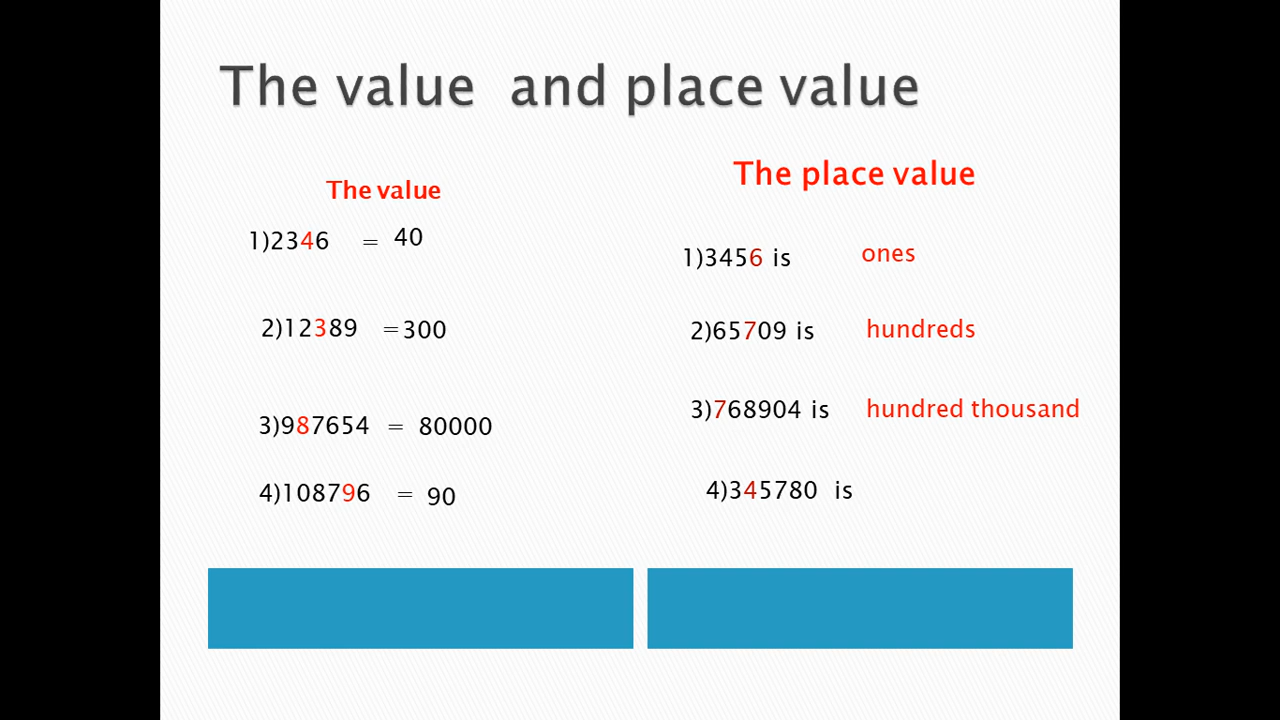 The value and place value
The value
1)2346 = 40
2)12389 =300
3)987654 = 80000
4)108796 = 90
The place value
1)3456 is ones
2)65709 is hundreds
3)768904 is hundred thousand
4)345780 is